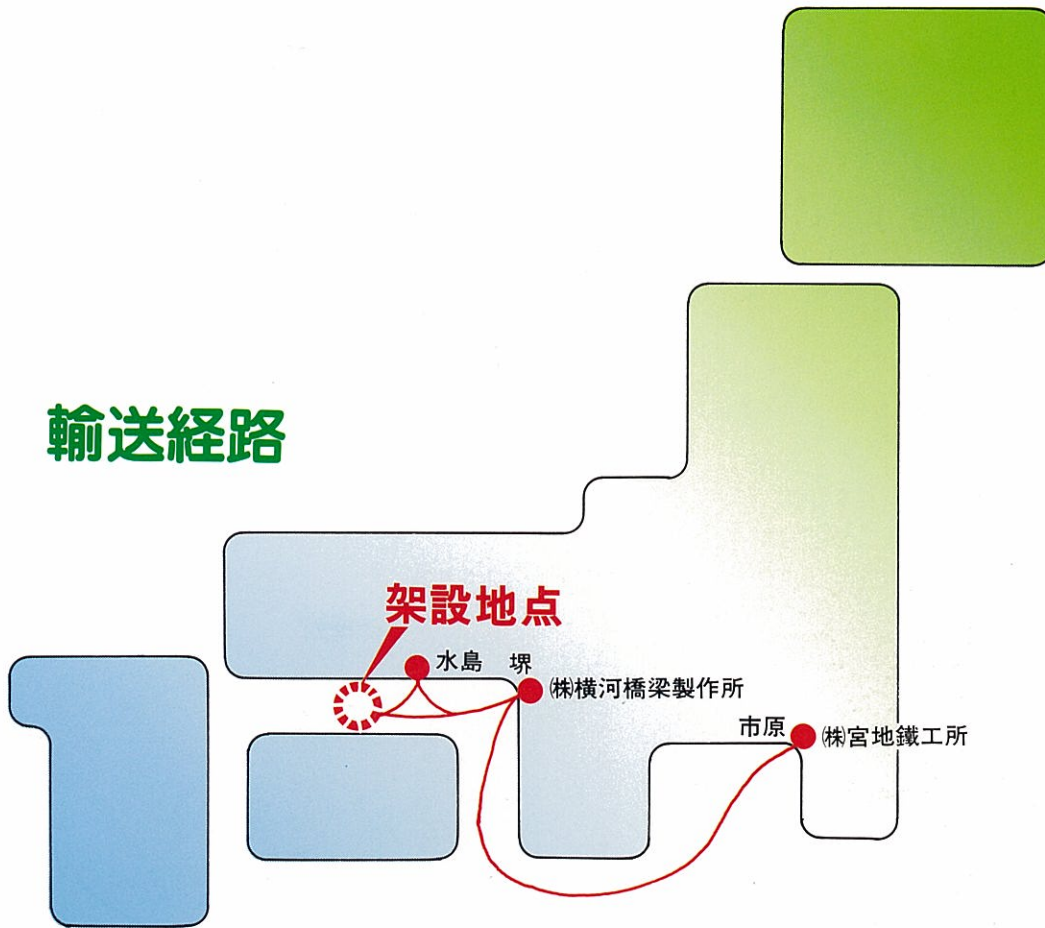 輸送経路
架設地点
水島
堺
㈱横河橋梁製作所
市原
㈱宮地鐵工所